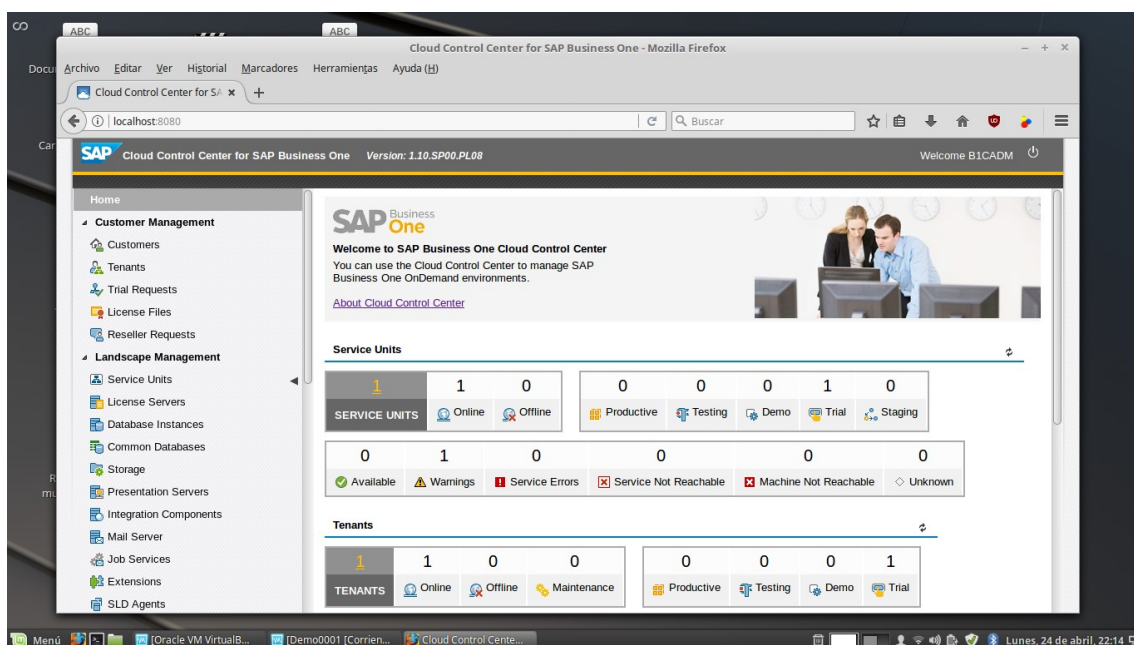 ABC ABC
Cloud Control Center for SAP Business One - Mozilla Firefox
Docu
Archivo Editar Ver Historial Marcadores Herramientas Ayuda (H)
Cloud Control Center for SA
localhost:8080 Buscar
Car
SAP Cloud Control Center for SAP Business One Version: 1.10.SP00.PL08 Welcome B1CADM
Home
Customer Management
Customers
Tenants
Trial Requests
License Files
Reseller Requests
Landscape Management
Service Units
License Servers
Database Instances
Common Databases
Storage
R
mu
Presentation Servers
Integration Components
Mail Server
Job Services
Extensions
SLD Agents
SAP Business One
Welcome to SAP Business One Cloud Control Center
You can use the Cloud Control Center to manage SAP
Business One OnDemand environments.
About Cloud Control Center
Service Units
1 1 0 0 0 0 1 0
SERVICE UNITS Online Offline Productive Testing Demo Trial Staging
0 1 0 0 0 0
Available Warnings Service Errors Service Not Reachable Machine Not Reachable Unknown
Tenants
1 1 0 0 0 0 0 1
TENANTS Online Offline Maintenance Productive Testing Demo Trial
Menú [Oracle VM VirtualB... [Demo0001 [Corrien... Cloud Control Cente... Lunes, 24 de abril, 22:14